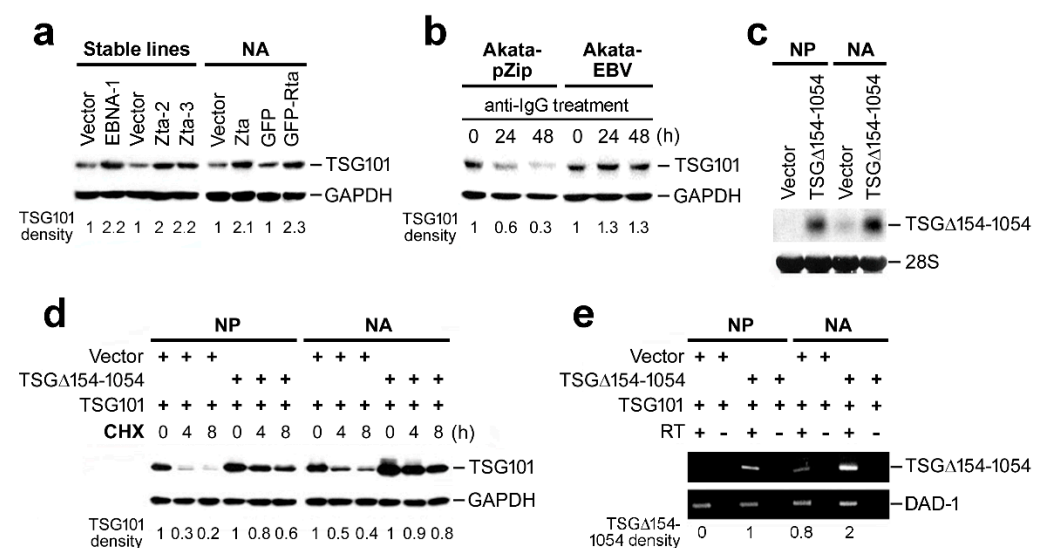 a
Stable lines NA
Vector EBNA-1 Vector Zta-2 Zta-3 Vector Zta GFP GFP-Rta
TSG101
GAPDH
TSG101 density 1 2.2 1 2 2.2 1 2.1 1 2.3
b
Akata-pZip Akata-EBV
anti-IgG treatment
0 24 48 0 24 48 (h)
TSG101
GAPDH
TSG101 density 1 0.6 0.3 1 1.3 1.3
c
NP NA
Vector TSGΔ154-1054 Vector TSGΔ154-1054
TSGΔ154-1054
28S
d
NP NA
Vector + + + + + +
TSGΔ154-1054 + + + + + +
TSG101 + + + + + + + + + + + +
CHX 0 4 8 0 4 8 0 4 8 0 4 8 (h)
TSG101
GAPDH
TSG101 density 1 0.3 0.2 1 0.8 0.6 1 0.5 0.4 1 0.9 0.8
e
NP NA
Vector + + + +
TSGΔ154-1054 + + + +
TSG101 + + + + + + + +
RT + - + - + - + -
TSGΔ154-1054
DAD-1
TSGΔ154-1054 density 0 1 0.8 2